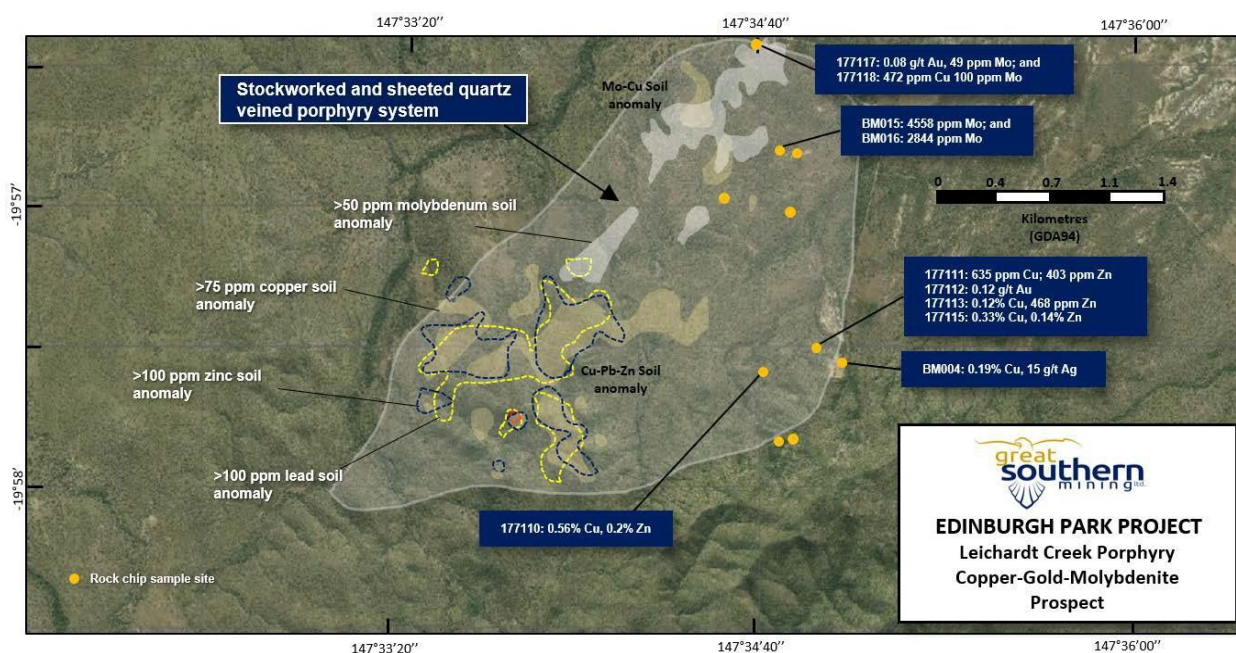 147°33'20''
147°34'40''
147°36'00''
Stockworked and sheeted quartz
veined porphyry system
Mo-Cu Soil
anomaly
177117: 0.08 g/t Au, 49 ppm Mo; and
177118: 472 ppm Cu 100 ppm Mo
BM015: 4558 ppm Mo; and
BM016: 2844 ppm Mo
-19°57'
>50 ppm molybdenum soil
anomaly
0 0.4 0.7 1.1 1.4
Kilometres
(GDA94)
>75 ppm copper soil
anomaly
177111: 635 ppm Cu; 403 ppm Zn
177112: 0.12 g/t Au
177113: 0.12% Cu, 468 ppm Zn
177115: 0.33% Cu, 0.14% Zn
>100 ppm zinc soil
anomaly
Cu-Pb-Zn Soil
anomaly
BM004: 0.19% Cu, 15 g/t Ag
>100 ppm lead soil
anomaly
-19°58'
177110: 0.56% Cu, 0.2% Zn
great
southern
mining ltd.
EDINBURGH PARK PROJECT
Leichardt Creek Porphyry
Copper-Gold-Molybdenite
Prospect
Rock chip sample site
147°33'20''
147°34'40''
147°36'00''